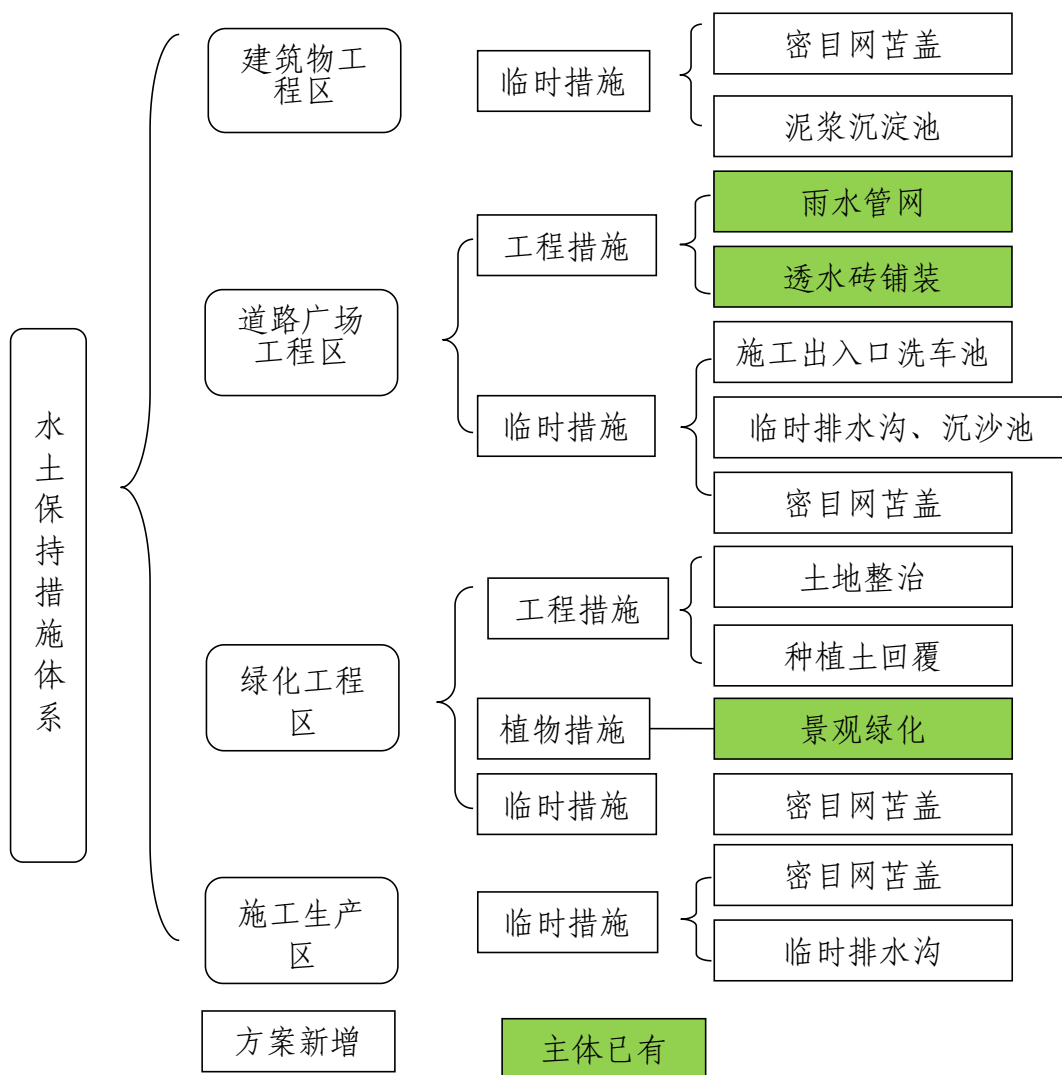 水土保持措施体系
建筑物工
程区
临时措施
密目网苫盖
泥浆沉淀池
道路广场
工程区
工程措施
雨水管网
透水砖铺装
临时措施
施工出入口洗车池
临时排水沟、沉沙池
密目网苫盖
绿化工程
区
工程措施
土地整治
种植土回覆
植物措施
景观绿化
临时措施
密目网苫盖
施工生产
区
临时措施
密目网苫盖
临时排水沟
方案新增
主体已有